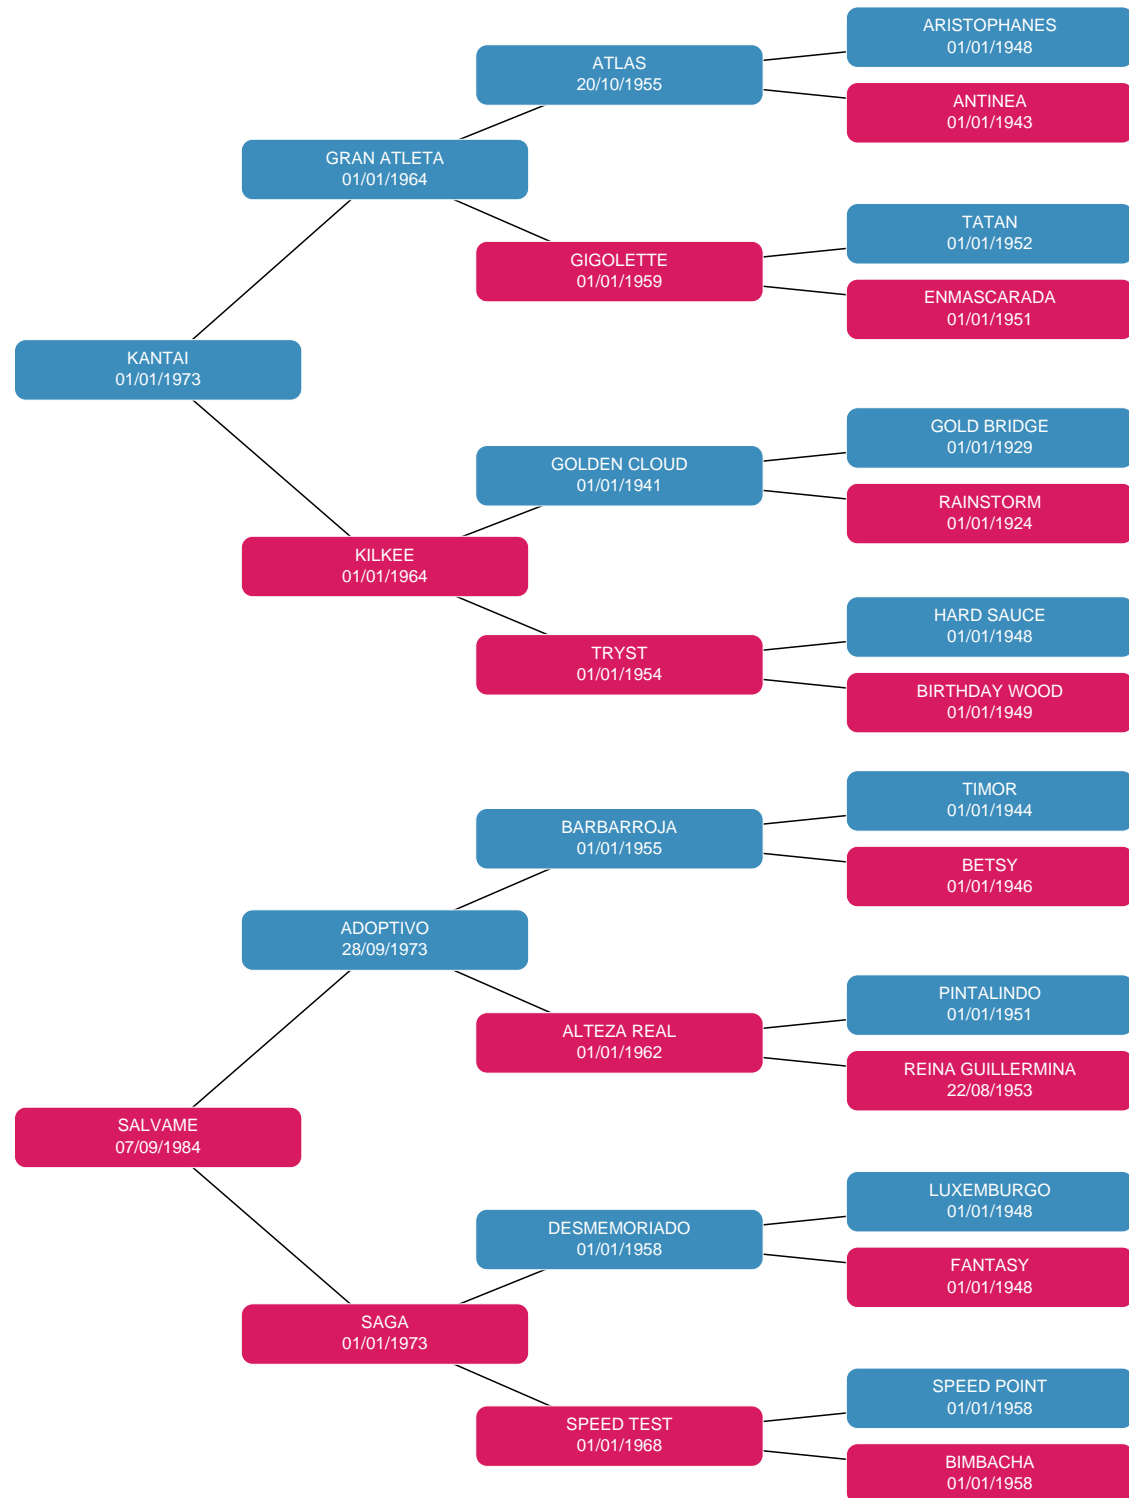 ARISTOPHANES
01/01/1948
ATLAS
20/10/1955
ANTINEA
01/01/1943
GRAN ATLETA
01/01/1964
TATAN
01/01/1952
GIGOLETTE
01/01/1959
ENMASCARADA
01/01/1951
KANTAI
01/01/1973
GOLD BRIDGE
01/01/1929
GOLDEN CLOUD
01/01/1941
RAINSTORM
01/01/1924
KILKEE
01/01/1964
HARD SAUCE
01/01/1948
TRYST
01/01/1954
BIRTHDAY WOOD
01/01/1949
TIMOR
01/01/1944
BARBARROJA
01/01/1955
BETSY
01/01/1946
ADOPTIVO
28/09/1973
PINTALINDO
01/01/1951
ALTEZA REAL
01/01/1962
REINA GUILLERMINA
22/08/1953
SALVAME
07/09/1984
LUXEMBURGO
01/01/1948
DESMEMORIADO
01/01/1958
FANTASY
01/01/1948
SAGA
01/01/1973
SPEED POINT
01/01/1958
SPEED TEST
01/01/1968
BIMBACHA
01/01/1958